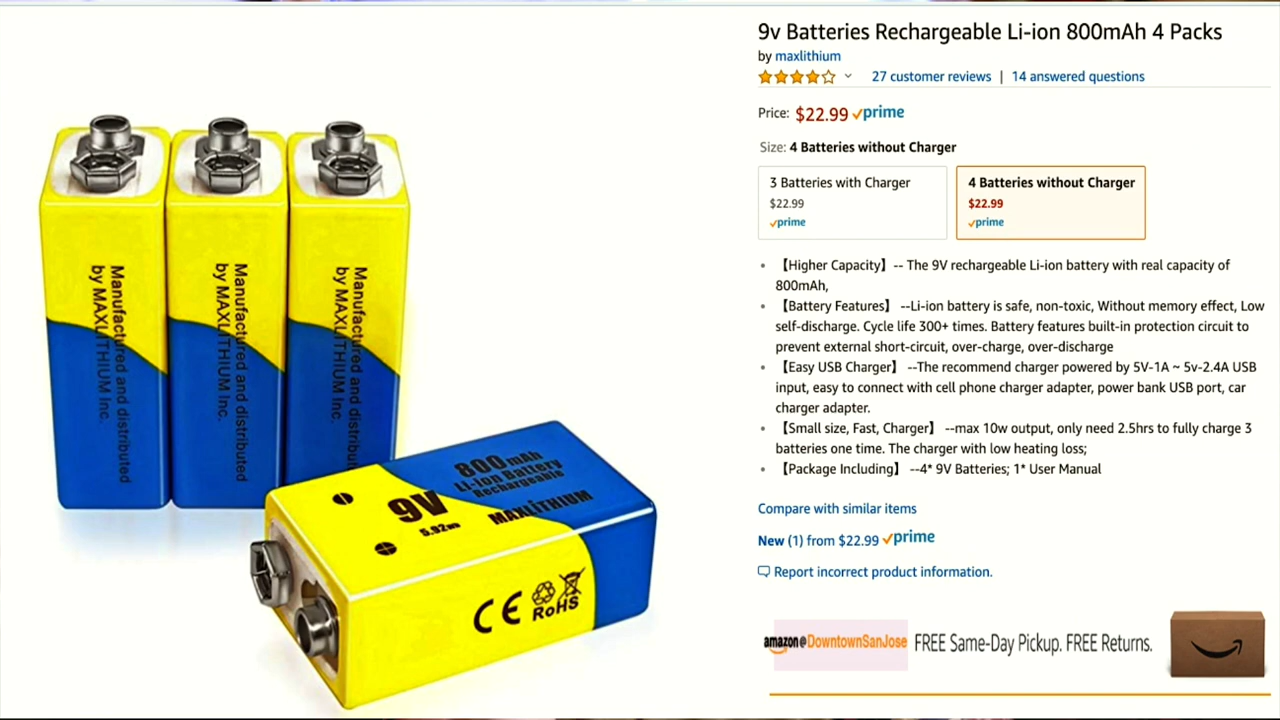 9v Batteries Rechargeable Li-ion 800mAh 4 Packs
by maxlithium
27 customer reviews | 14 answered questions
Price: $22.99 prime
Size: 4 Batteries without Charger
3 Batteries with Charger
$22.99
prime
4 Batteries without Charger
$22.99
prime
• 【Higher Capacity】-- The 9V rechargeable Li-ion battery with real capacity of
800mAh,
• 【Battery Features】 --Li-ion battery is safe, non-toxic, Without memory effect, Low
self-discharge. Cycle life 300+ times. Battery features built-in protection circuit to
prevent external short-circuit, over-charge, over-discharge
• 【Easy USB Charger】 --The recommend charger powered by 5V-1A ~ 5v-2.4A USB
input, easy to connect with cell phone charger adapter, power bank USB port, car
charger adapter.
• 【Small size, Fast, Charger】 --max 10w output, only need 2.5hrs to fully charge 3
batteries one time. The charger with low heating loss;
• 【Package Including】 --4* 9V Batteries; 1* User Manual
Compare with similar items
New (1) from $22.99 prime
Report incorrect product information.
amazon@DowntownSanJose FREE Same-Day Pickup. FREE Returns.
Manufactured and distributed
by MAXLITHIUM Inc.
Manufactured and distributed
by MAXLITHIUM Inc.
Manufactured and distributed
by MAXLITHIUM Inc.
800mAh
Li-ion Battery
Rechargeable
9V
5.92wh
MAXLITHIUM
CE
RoHS